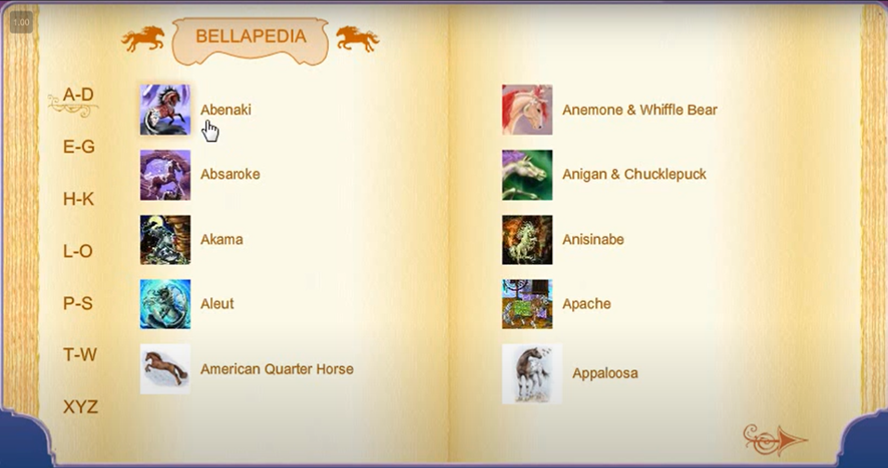 1.00
BELLAPEDIA
A-D
E-G
H-K
L-O
P-S
T-W
XYZ
Abenaki
Absaroke
Akama
Aleut
American Quarter Horse
Anemone & Whiffle Bear
Anigan & Chucklepuck
Anisinabe
Apache
Appaloosa